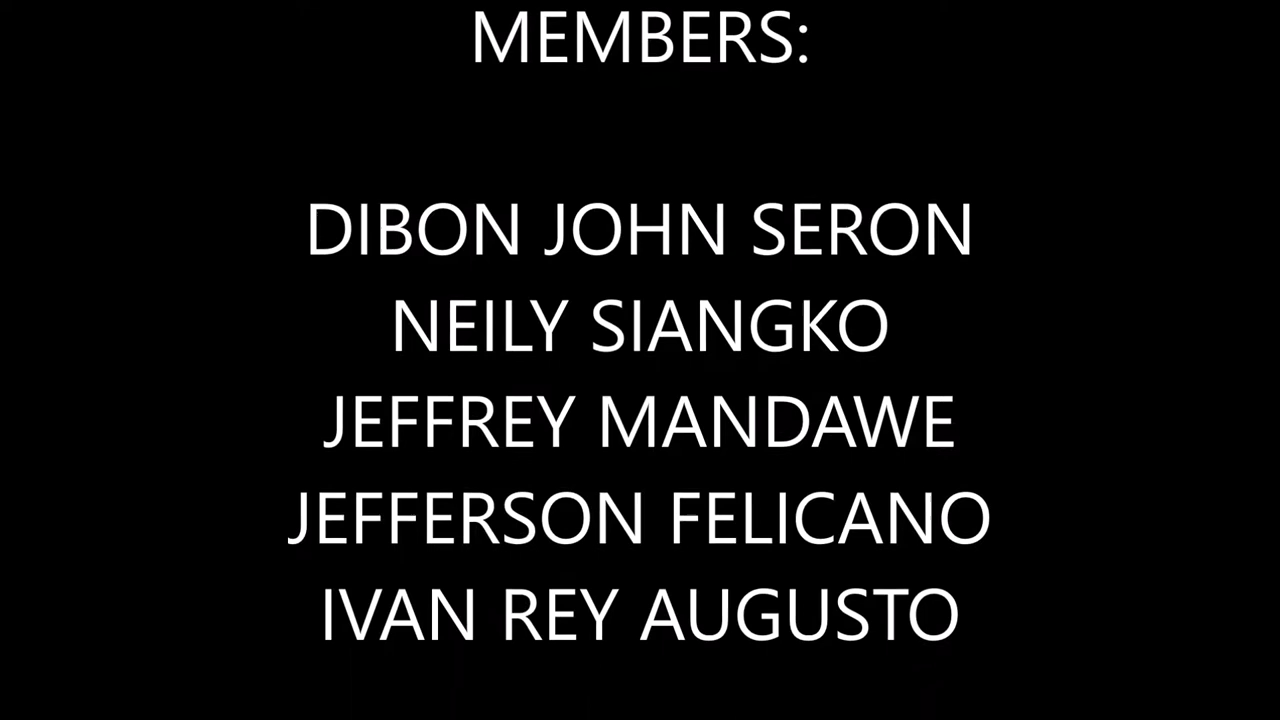 MEMBERS:
DIBON JOHN SERON
NEILY SIANGKO
JEFFREY MANDAWE
JEFFERSON FELICANO
IVAN REY AUGUSTO